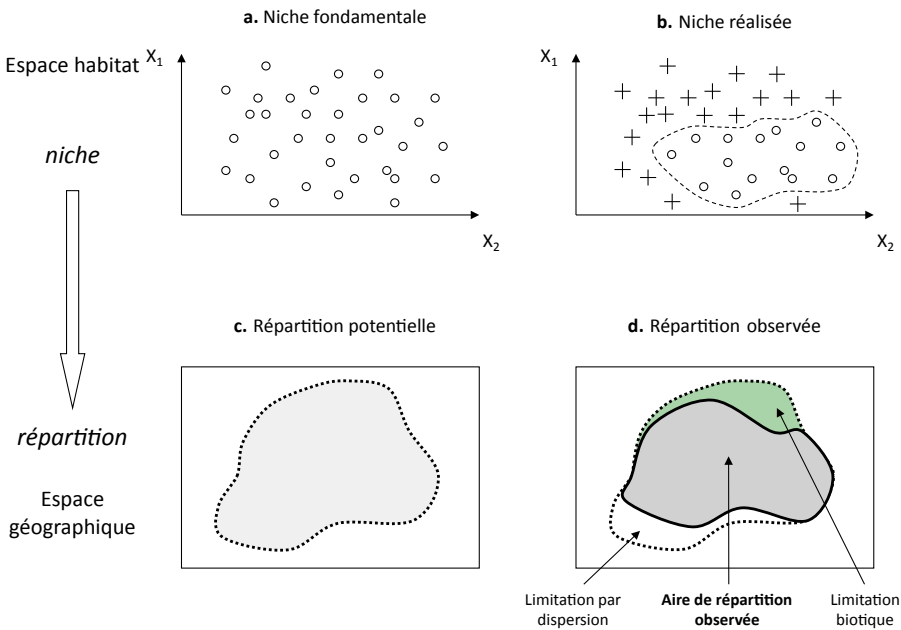 a. Niche fondamentale
b. Niche réalisée
Espace habitat
X1
X1
niche
X2
X2
c. Répartition potentielle
d. Répartition observée
répartition
Espace
géographique
Limitation par
dispersion
Aire de répartition
observée
Limitation
biotique